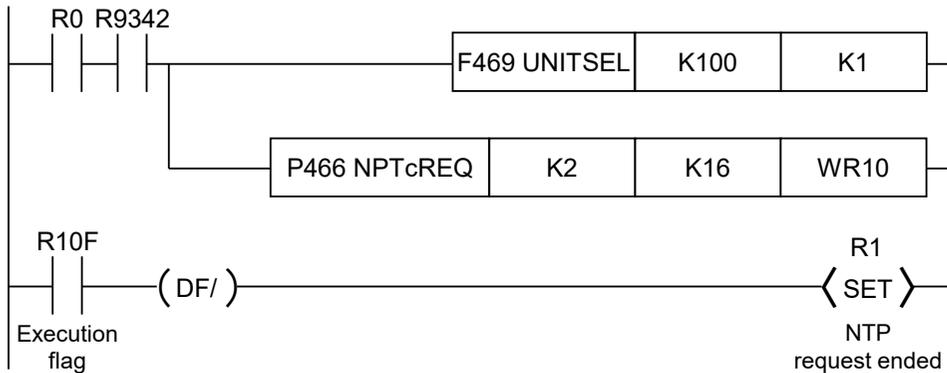 R0 R9342
F469 UNITSEL K100 K1
P466 NPTcREQ K2 K16 WR10
R10F
R1
(DF/)
SET
Execution
flag
NTP
request ended